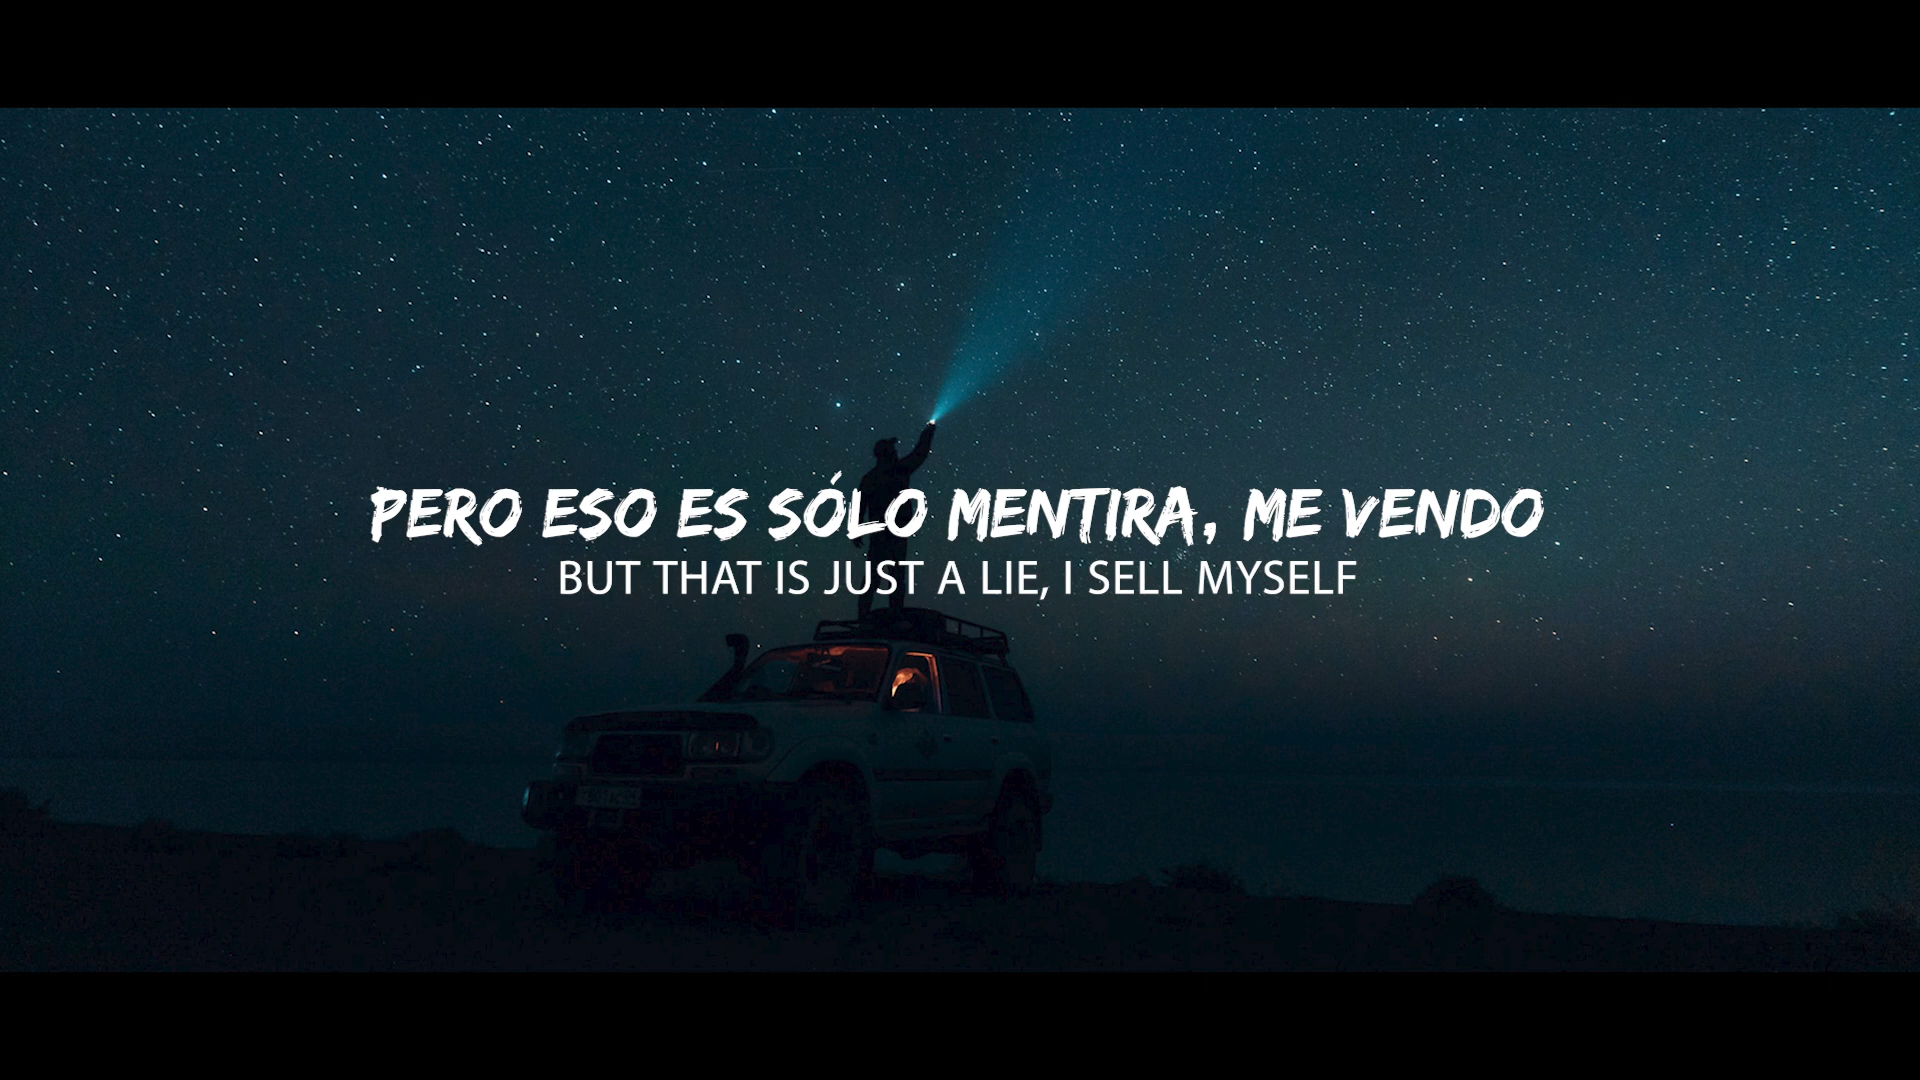 PERO ESO ES SÓLO MENTIRA, ME VENDO
BUT THAT IS JUST A LIE, I SELL MYSELF